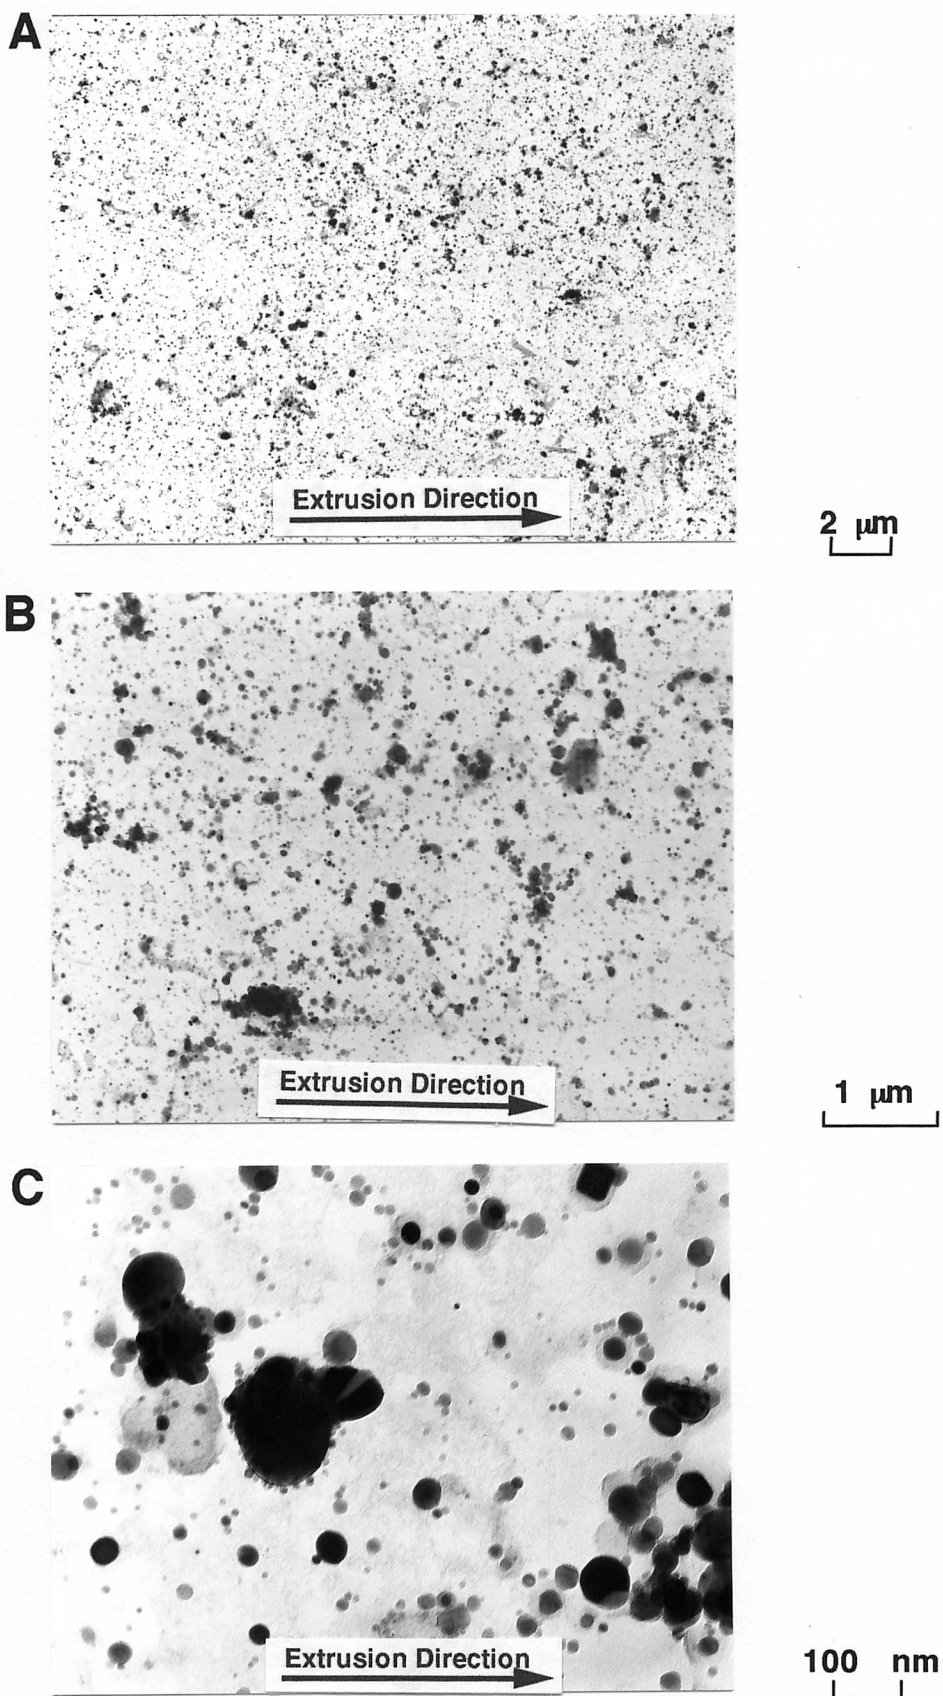 A
Extrusion Direction
2 μm
B
Extrusion Direction
1 μm
C
Extrusion Direction
100 nm